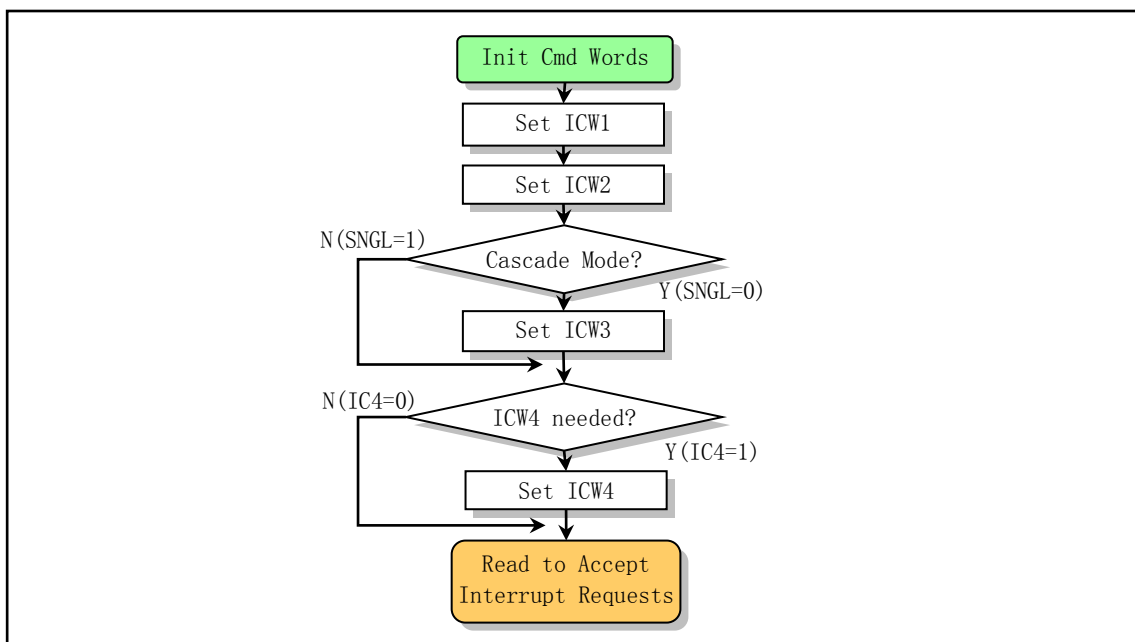 Init Cmd Words
Set ICW1
Set ICW2
N(SNGL=1)
Cascade Mode?
Y(SNGL=0)
Set ICW3
N(IC4=0)
ICW4 needed?
Y(IC4=1)
Set ICW4
Read to Accept
Interrupt Requests